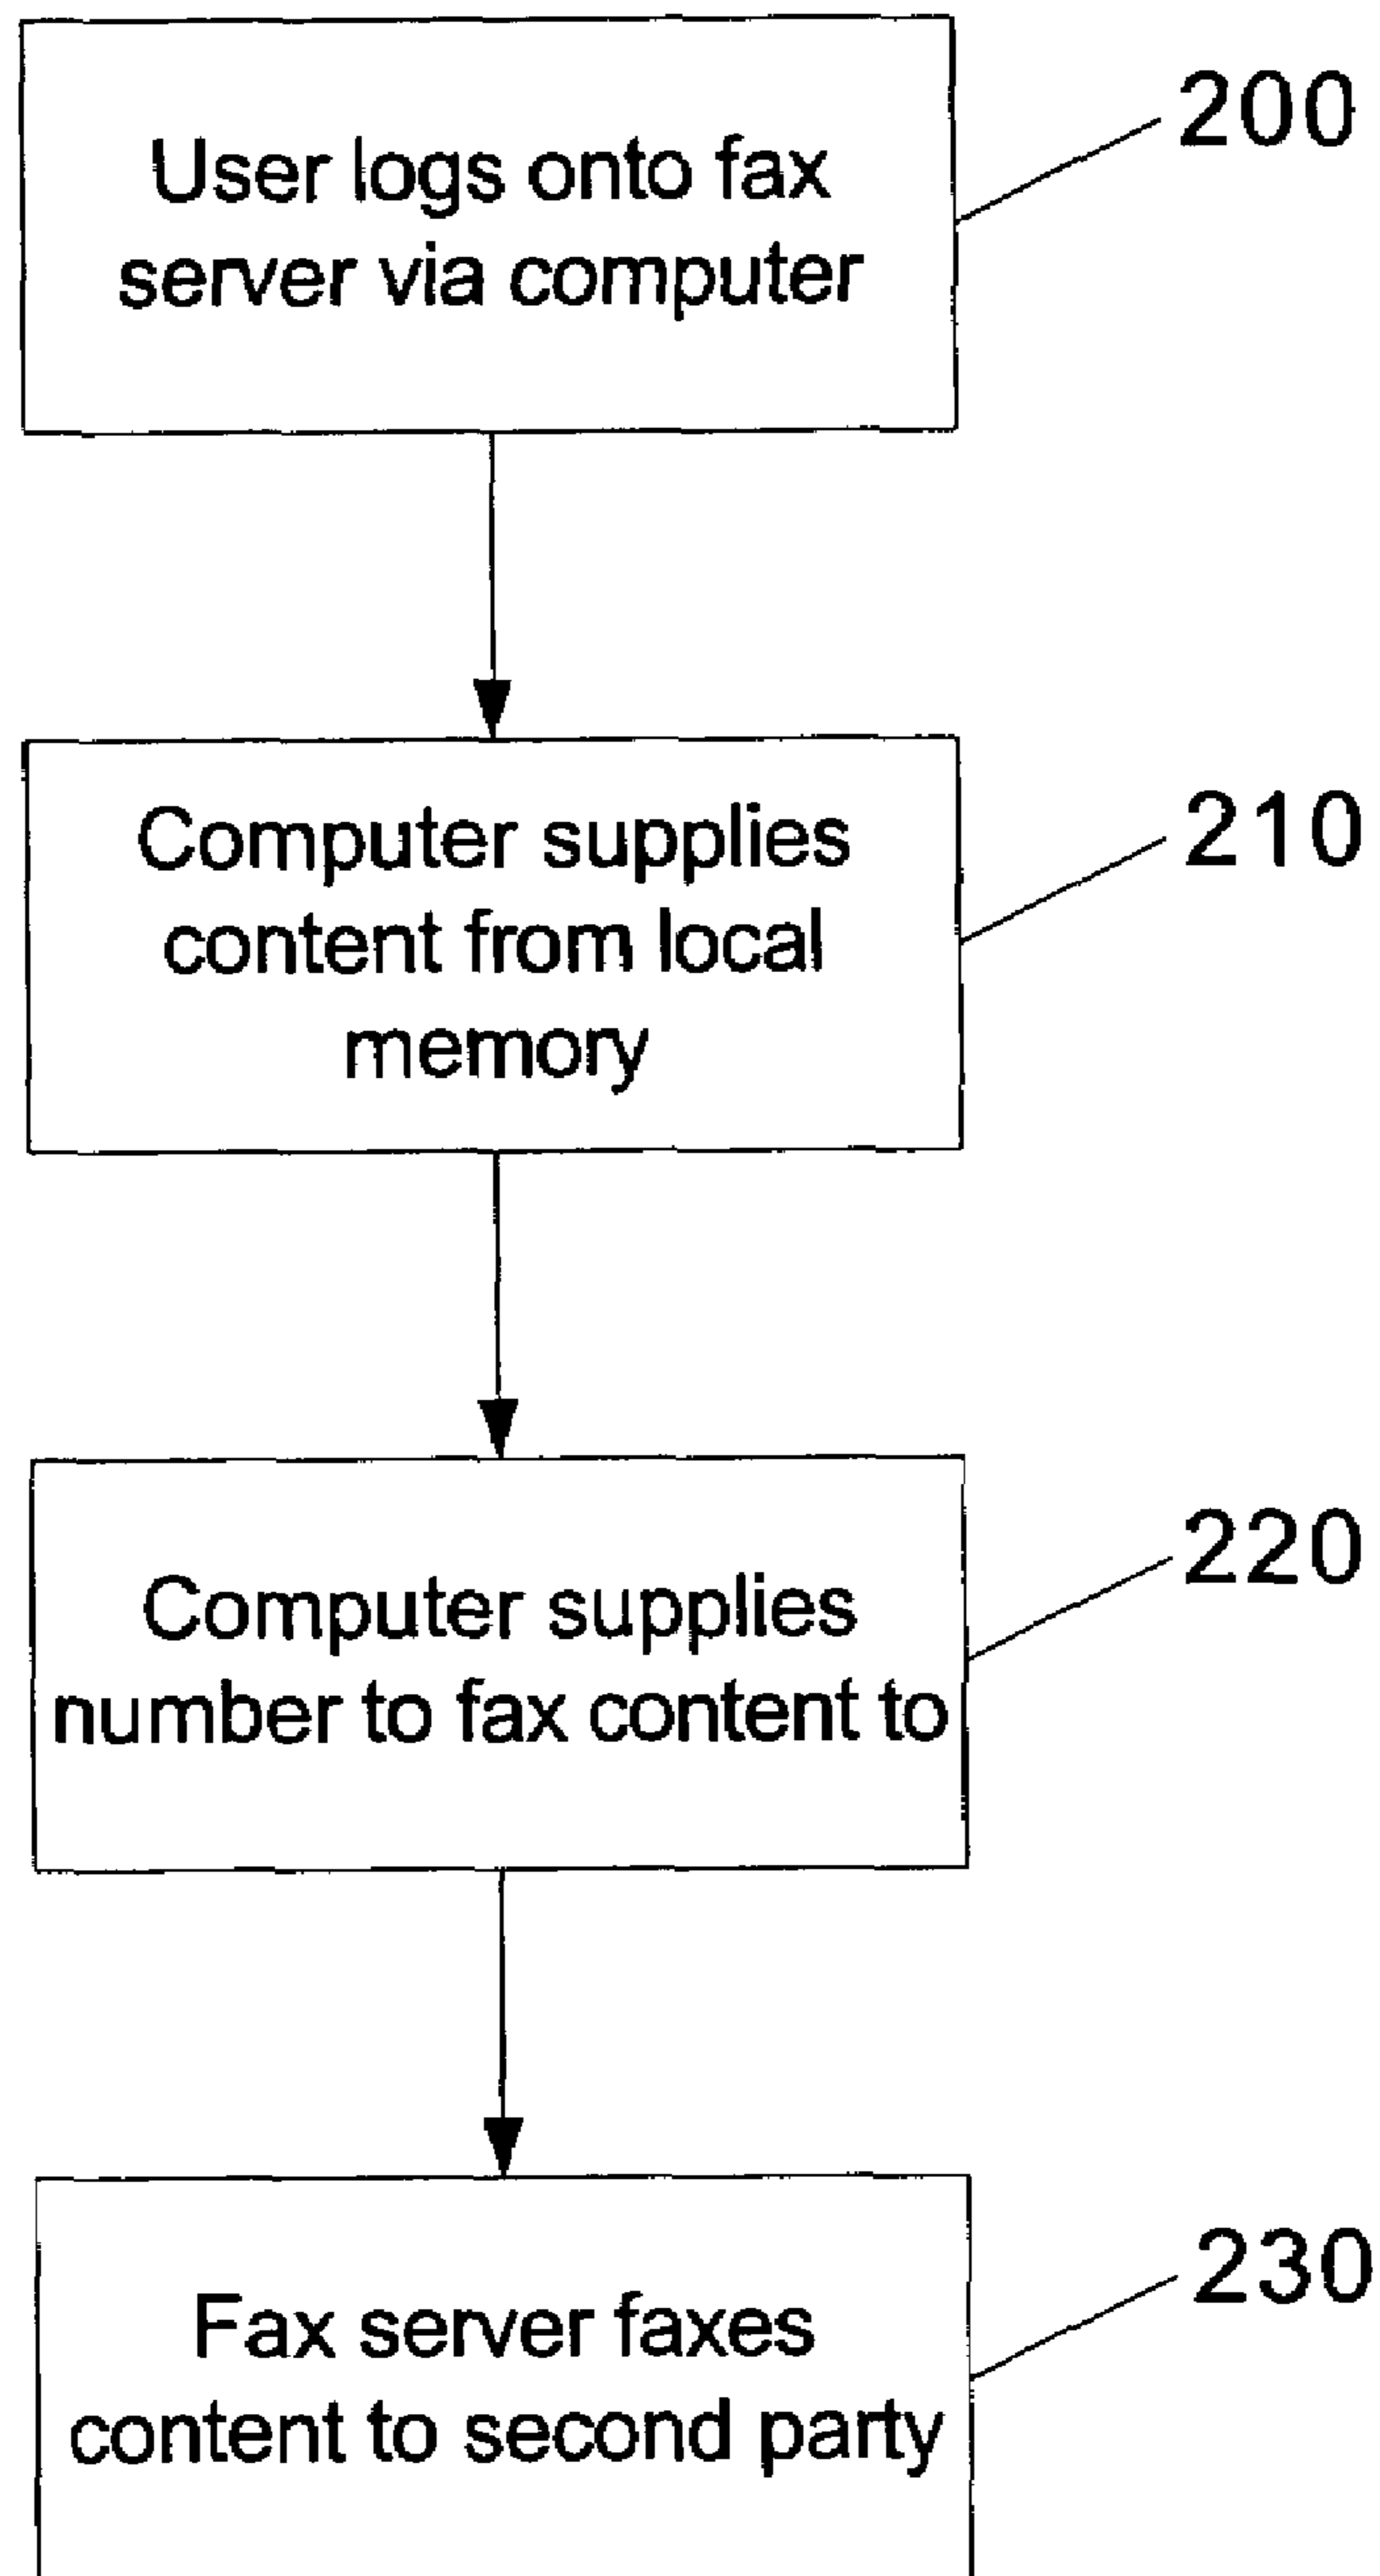 User logs onto fax
server via computer
200
Computer supplies
content from local
memory
210
Computer supplies
number to fax content to
220
Fax server faxes
content to second party
230